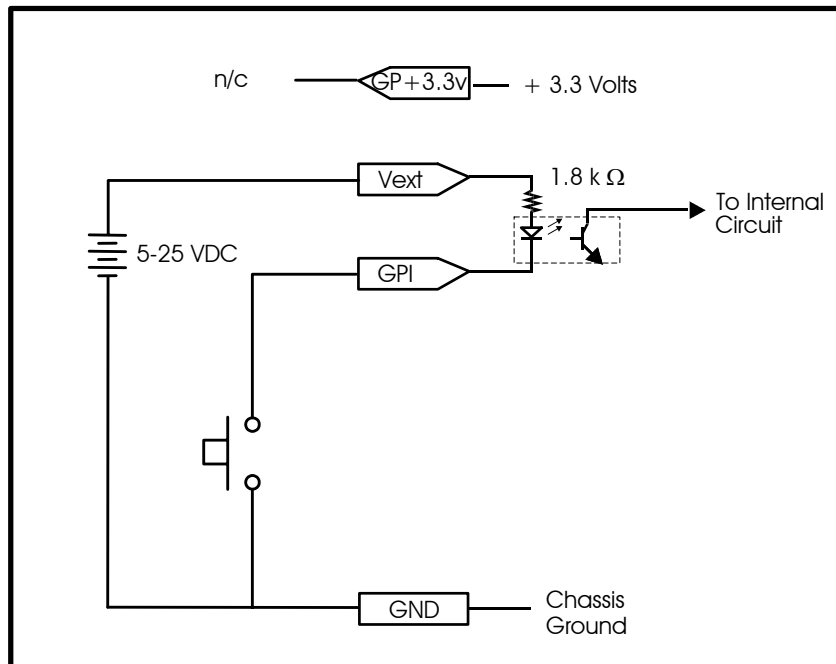 n/c
GP+3.3v
+ 3.3 Volts
Vext
1.8 k Ω
To Internal
Circuit
5-25 VDC
GPI
GND
Chassis
Ground